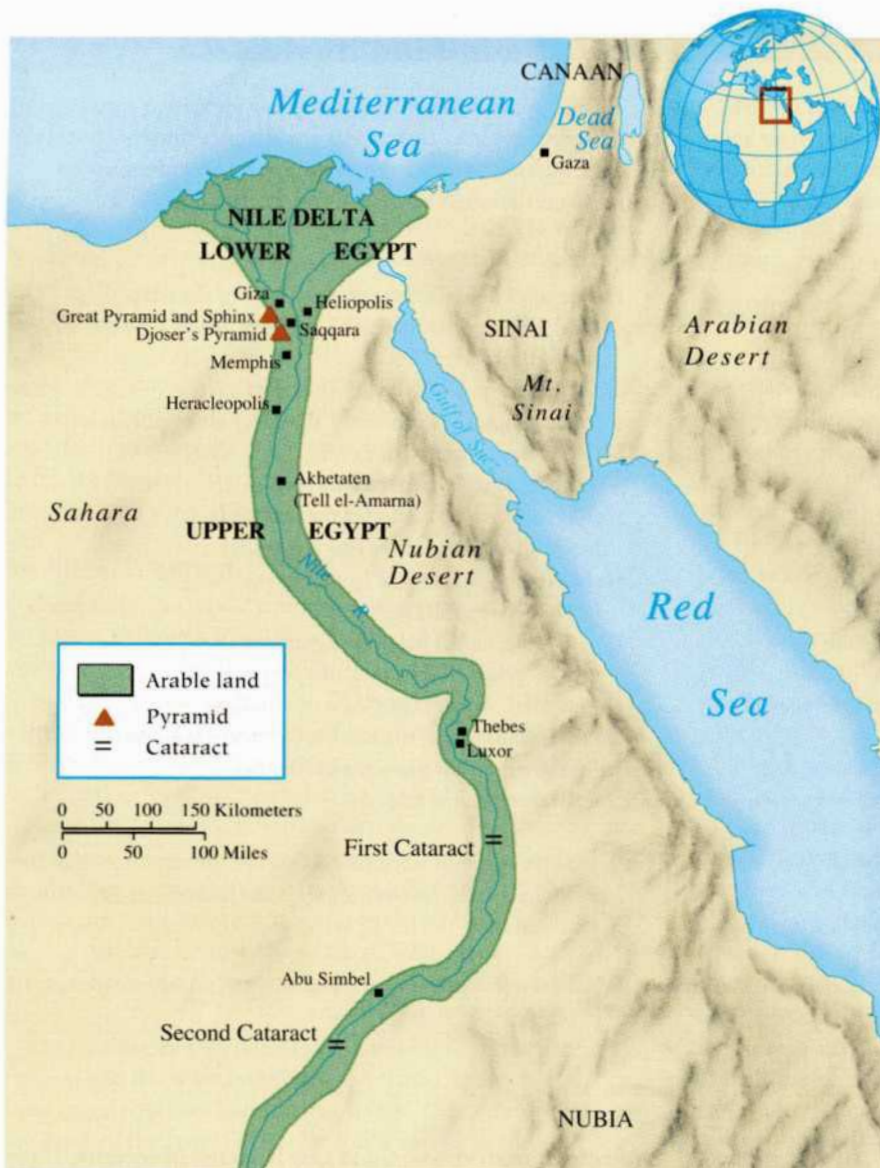 CANAAN
Mediterranean
Sea
Dead
Sea
Gaza
NILE DELTA
LOWER EGYPT
Giza
Heliopolis
Great Pyramid and Sphinx
Saqqara
Djoser's Pyramid
Memphis
SINAI
Arabian
Desert
Mt.
Sinai
Gulf of Suez
Heracleopolis
Akhetaten
(Tell el-Amarna)
Sahara
UPPER EGYPT
Nubian
Desert
Nile R.
Red
Sea
Arable land
Pyramid
Cataract
Thebes
Luxor
0 50 100 150 Kilometers
0 50 100 Miles
First Cataract
Abu Simbel
Second Cataract
NUBIA